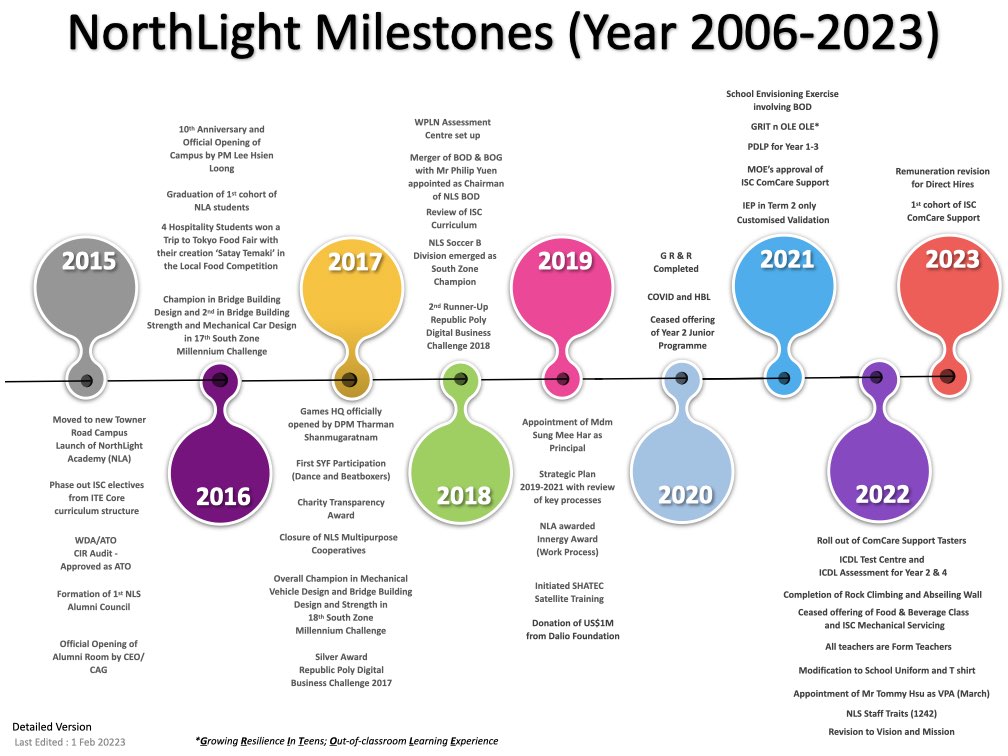 NorthLight Milestones (Year 2006-2023)
2015
Moved to new Towner
Road Campus
Launch of NorthLight
Academy (NLA)
Phase out ISC electives
from ITE Core
curriculum structure
WDA/ATO
CIR Audit -
Approved as ATO
Formation of 1st NLS
Alumni Council
Official Opening of
Alumni Room by CEO/
CAG
10th Anniversary and
Official Opening of
Campus by PM Lee Hsien
Loong
Graduation of 1st cohort of
NLA students
4 Hospitality Students won a
Trip to Tokyo Food Fair with
their creation ‘Satay Temaki’ in
the Local Food Competition
Champion in Bridge Building
Design and 2nd in Bridge Building
Strength and Mechanical Car Design
in 17th South Zone
Millennium Challenge
2016
2017
Games HQ officially
opened by DPM Tharman
Shanmugaratnam
First SYF Participation
(Dance and Beatboxers)
Charity Transparency
Award
Closure of NLS Multipurpose
Cooperatives
Overall Champion in Mechanical
Vehicle Design and Bridge Building
Design and Strength in
18th South Zone
Millennium Challenge
Silver Award
Republic Poly Digital
Business Challenge 2017
WPLN Assessment
Centre set up
Merger of BOD & BOG
with Mr Philip Yuen
appointed as Chairman
of NLS BOD
Review of ISC
Curriculum
NLS Soccer B
Division emerged as
South Zone
Champion
2nd Runner-Up
Republic Poly
Digital Business
Challenge 2018
2018
2019
Appointment of Mdm
Sung Mee Har as
Principal
Strategic Plan
2019-2021 with review
of key processes
NLA awarded
Innergy Award
(Work Process)
Initiated SHATEC
Satellite Training
Donation of US$1M
from Dalio Foundation
G R & R
Completed
COVID and HBL
Ceased offering
of Year 2 Junior
Programme
2020
School Envisioning Exercise
involving BOD
GRIT n OLE OLE*
PDLP for Year 1-3
MOE’s approval of
ISC ComCare Support
IEP in Term 2 only
Customised Validation
2021
2022
Roll out of ComCare Support Tasters
ICDL Test Centre and
ICDL Assessment for Year 2 & 4
Completion of Rock Climbing and Abseiling Wall
Ceased offering of Food & Beverage Class
and ISC Mechanical Servicing
All teachers are Form Teachers
Modification to School Uniform and T shirt
Appointment of Mr Tommy Hsu as VPA (March)
NLS Staff Traits (1242)
Revision to Vision and Mission
Remuneration revision
for Direct Hires
1st cohort of ISC
ComCare Support
2023
Detailed Version
Last Edited : 1 Feb 20223
*Growing Resilience In Teens; Out-of-classroom Learning Experience